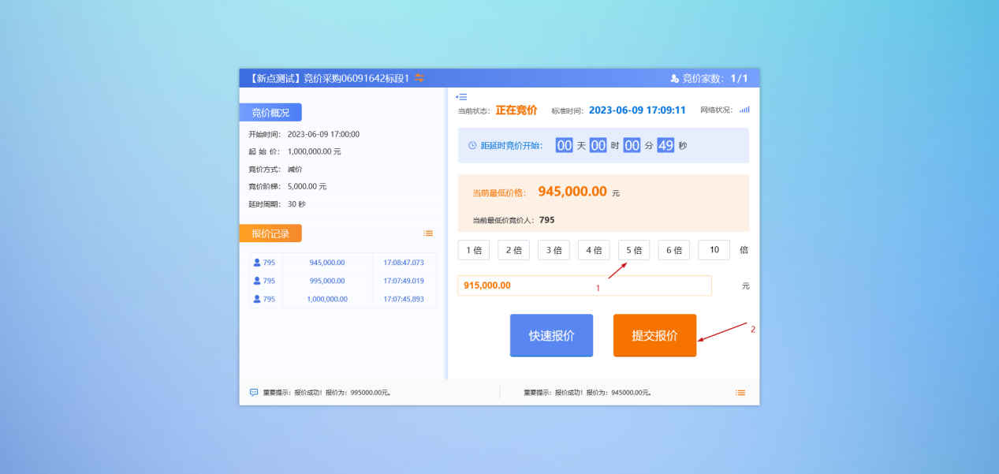 【新点测试】竞价采购06091642标段1
竞价家数： 1/1
竞价概况
开始时间： 2023-06-09 17:00:00
起 始 价： 1,000,000.00 元
竞价方式： 减价
竞价阶梯： 5,000.00 元
延时周期： 30 秒
报价记录
795 945,000.00 17:08:47.073
795 995,000.00 17:07:49.019
795 1,000,000.00 17:07:45.893
当前状态： 正在竞价 标准时间： 2023-06-09 17:09:11 网络状况：
距延时竞价开始： 00 天 00 时 00 分 49 秒
当前最低价格： 945,000.00 元
当前最低价竞价人： 795
1 倍 2 倍 3 倍 4 倍 5 倍 6 倍 10 倍
915,000.00 元
1
快速报价 提交报价
2
重要提示：报价成功！报价为：995000.00元。
重要提示：报价成功！报价为：945000.00元。